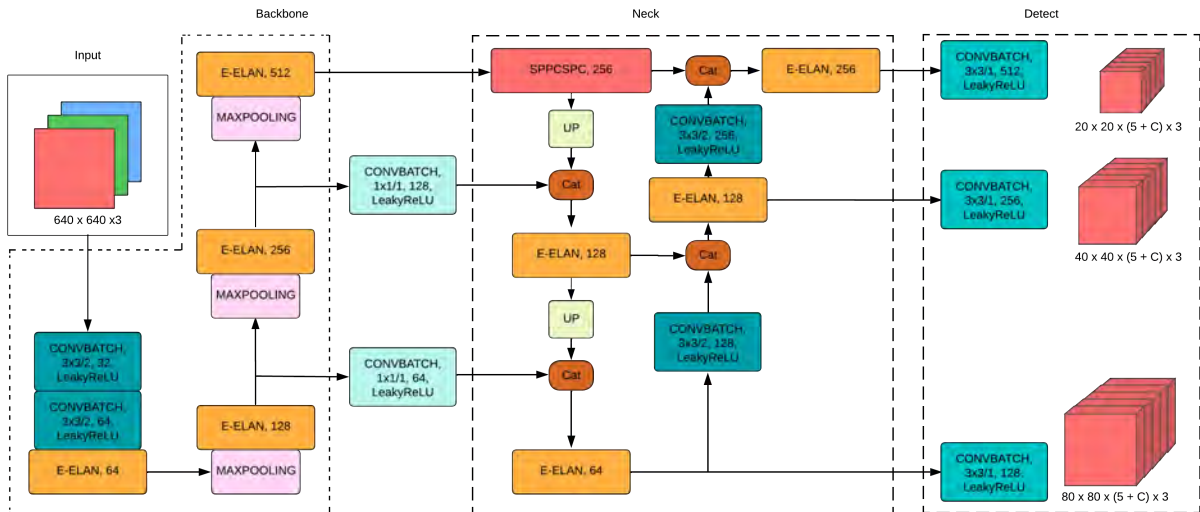 Backbone
Neck
Detect
Input
640 x 640 x3
CONVBATCH,
3x3/2, 32,
LeakyReLU
CONVBATCH,
3x3/2, 64,
LeakyReLU
E-ELAN, 64
E-ELAN, 512
MAXPOOLING
E-ELAN, 256
MAXPOOLING
E-ELAN, 128
MAXPOOLING
CONVBATCH,
1x1/1, 128,
LeakyReLU
CONVBATCH,
1x1/1, 64,
LeakyReLU
SPPCSPC, 256
UP
Cat
E-ELAN, 128
UP
Cat
E-ELAN, 64
Cat
E-ELAN, 256
CONVBATCH,
3x3/2, 256,
LeakyReLU
E-ELAN, 128
Cat
CONVBATCH,
3x3/2, 128,
LeakyReLU
CONVBATCH,
3x3/1, 512,
LeakyReLU
20 x 20 x (5 + C) x 3
CONVBATCH,
3x3/1, 256,
LeakyReLU
40 x 40 x (5 + C) x 3
CONVBATCH,
3x3/1, 128,
LeakyReLU
80 x 80 x (5 + C) x 3